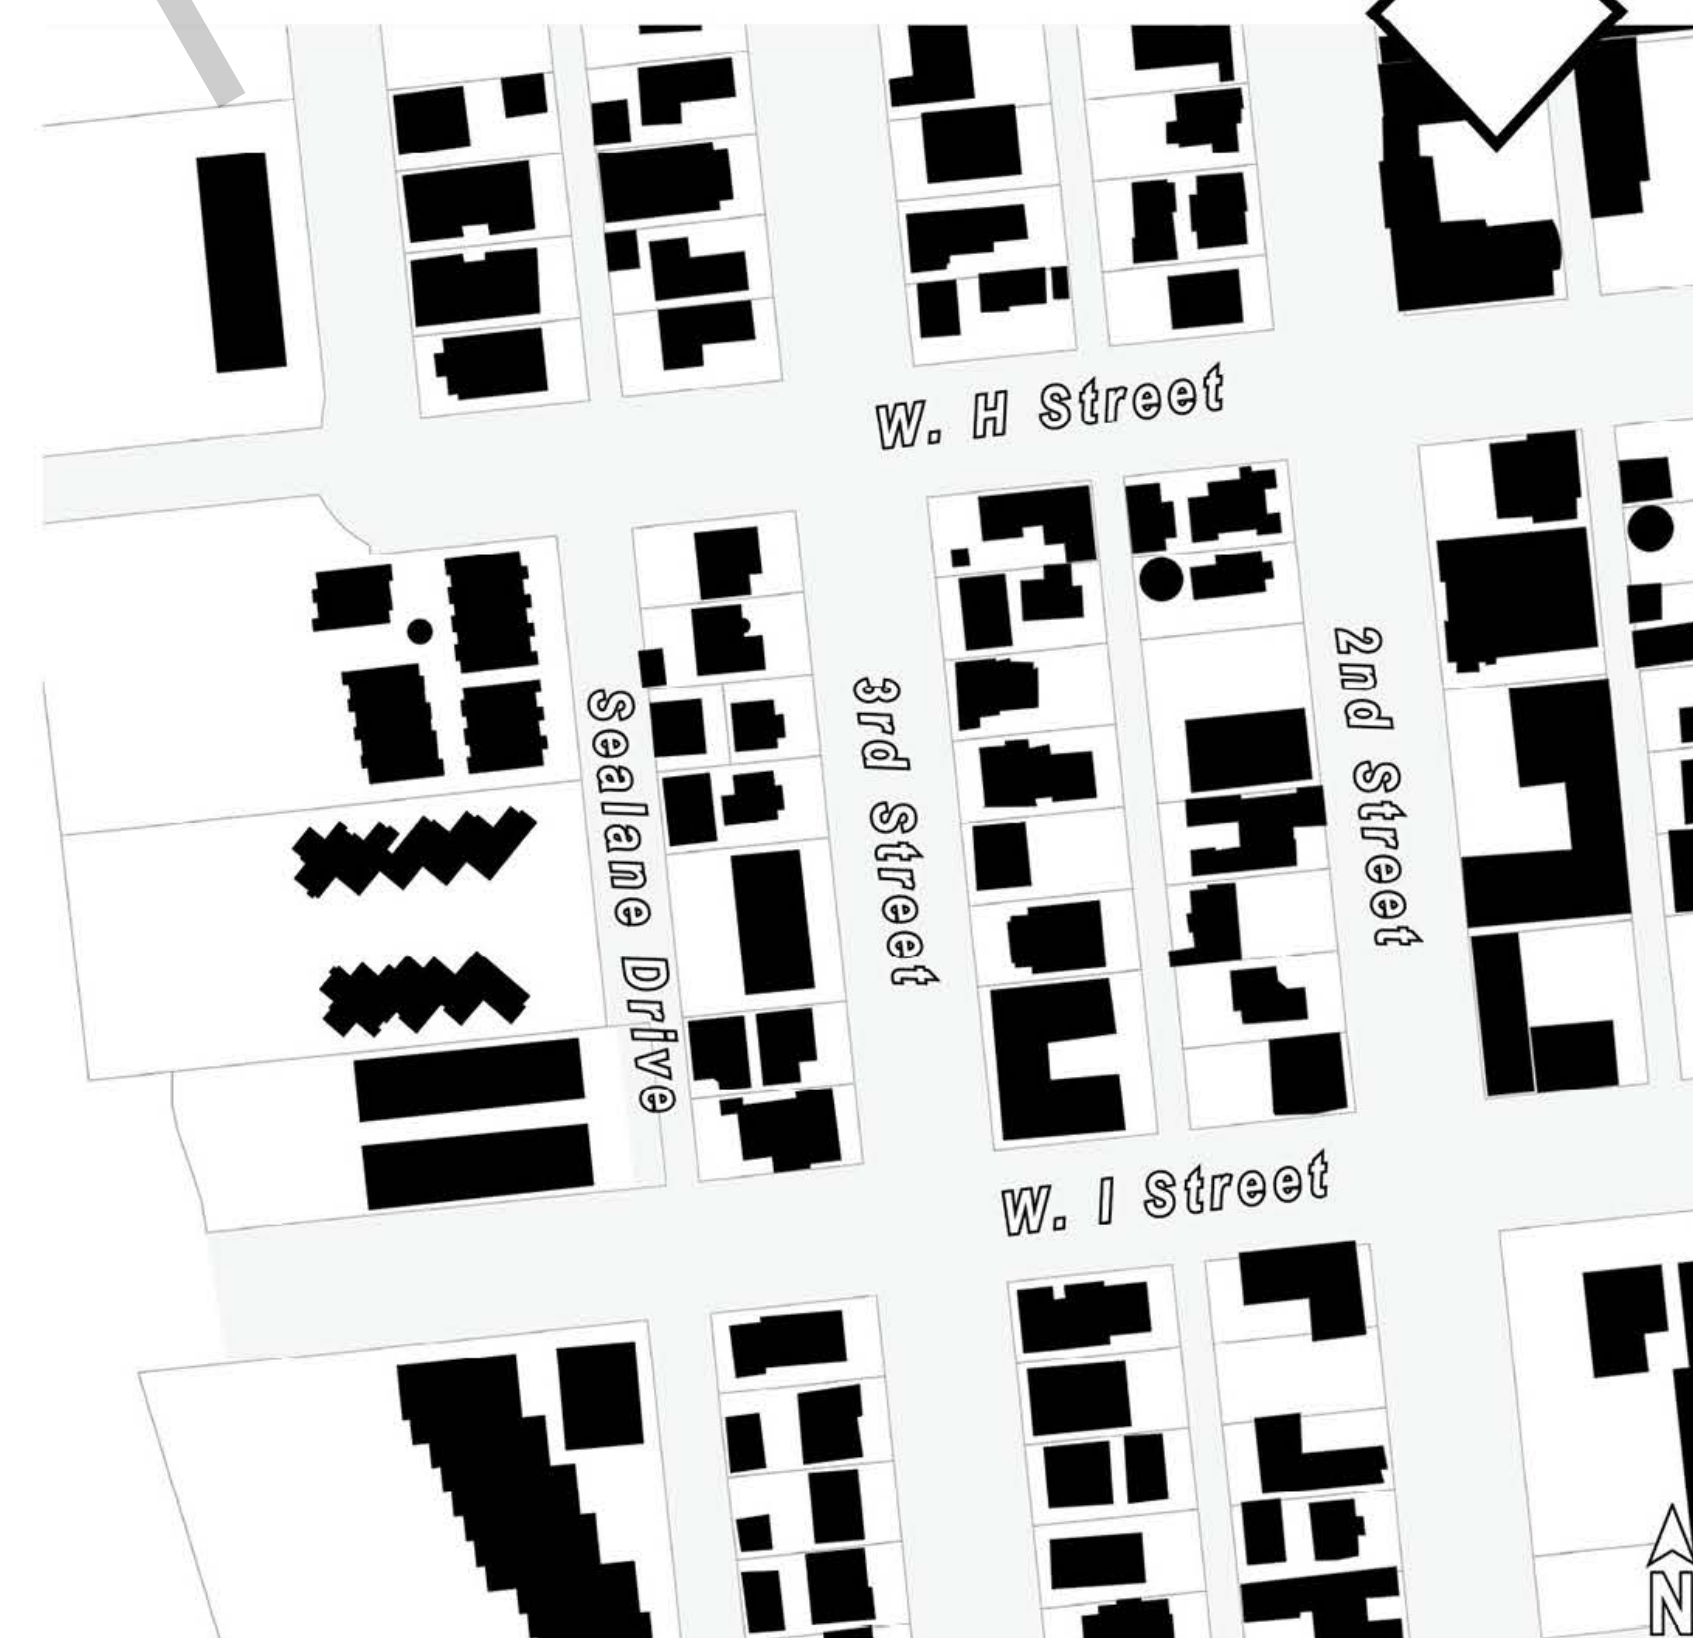 W. H Street
Sealane Drive
3rd Street
2nd Street
W. I Street
N